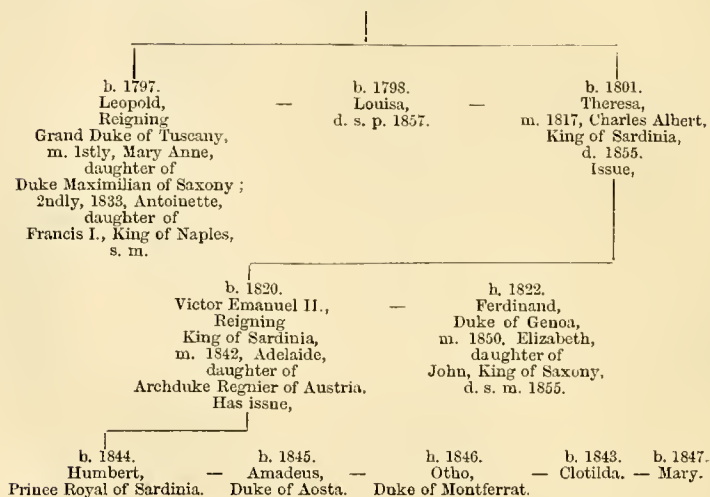 b. 1797.
Leopold,
Reigning
Grand Duke of Tuscany,
m. 1stly, Mary Anne,
daughter of
Duke Maximilian of Saxony ;
2ndly, 1833, Antoinette,
daughter of
Francis I., King of Naples,
s. m.
b. 1798.
Louisa,
d. s. p. 1857.
b. 1801.
Theresa,
m. 1817, Charles Albert,
King of Sardinia,
d. 1855.
Issue,
b. 1820.
Victor Emanuel II.,
Reigning
King of Sardinia,
m. 1842, Adelaide,
daughter of
Archduke Regnier of Austria.
Has issue,
h. 1822.
Ferdinand,
Duke of Genoa,
m. 1850, Elizabeth,
daughter of
John, King of Saxony,
d. s. m. 1855.
b. 1844.
Humbert,
Prince Royal of Sardinia.
b. 1845.
Amadeus,
Duke of Aosta.
h. 1846.
Otho,
Duke of Montferrat.
b. 1843.
Clotilda.
b. 1847.
Mary.